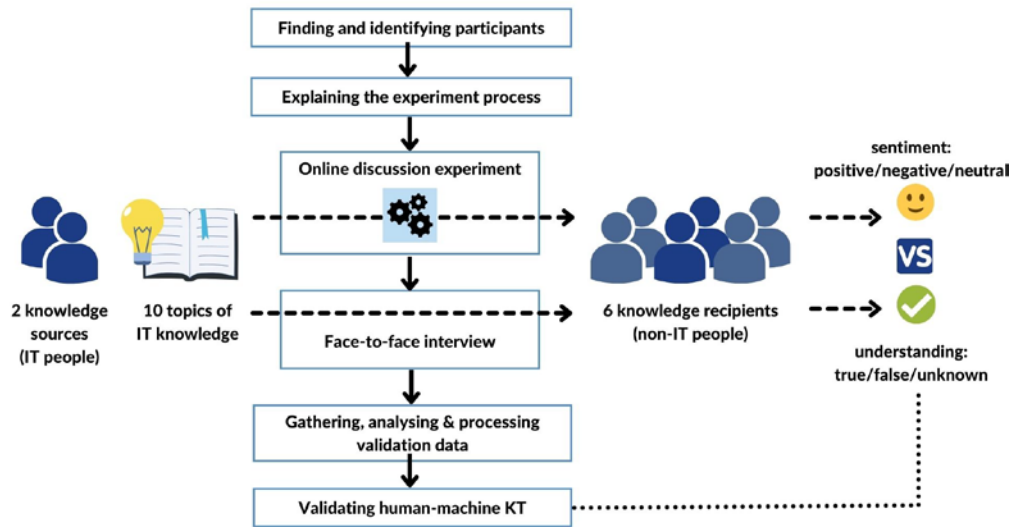 Finding and identifying participants
Explaining the experiment process
Online discussion experiment
sentiment:
positive/negative/neutral
VS
2 knowledge
sources
(IT people)
10 topics of
IT knowledge
6 knowledge recipients
(non-IT people)
Face-to-face interview
understanding:
true/false/unknown
Gathering, analysing & processing
validation data
Validating human-machine KT